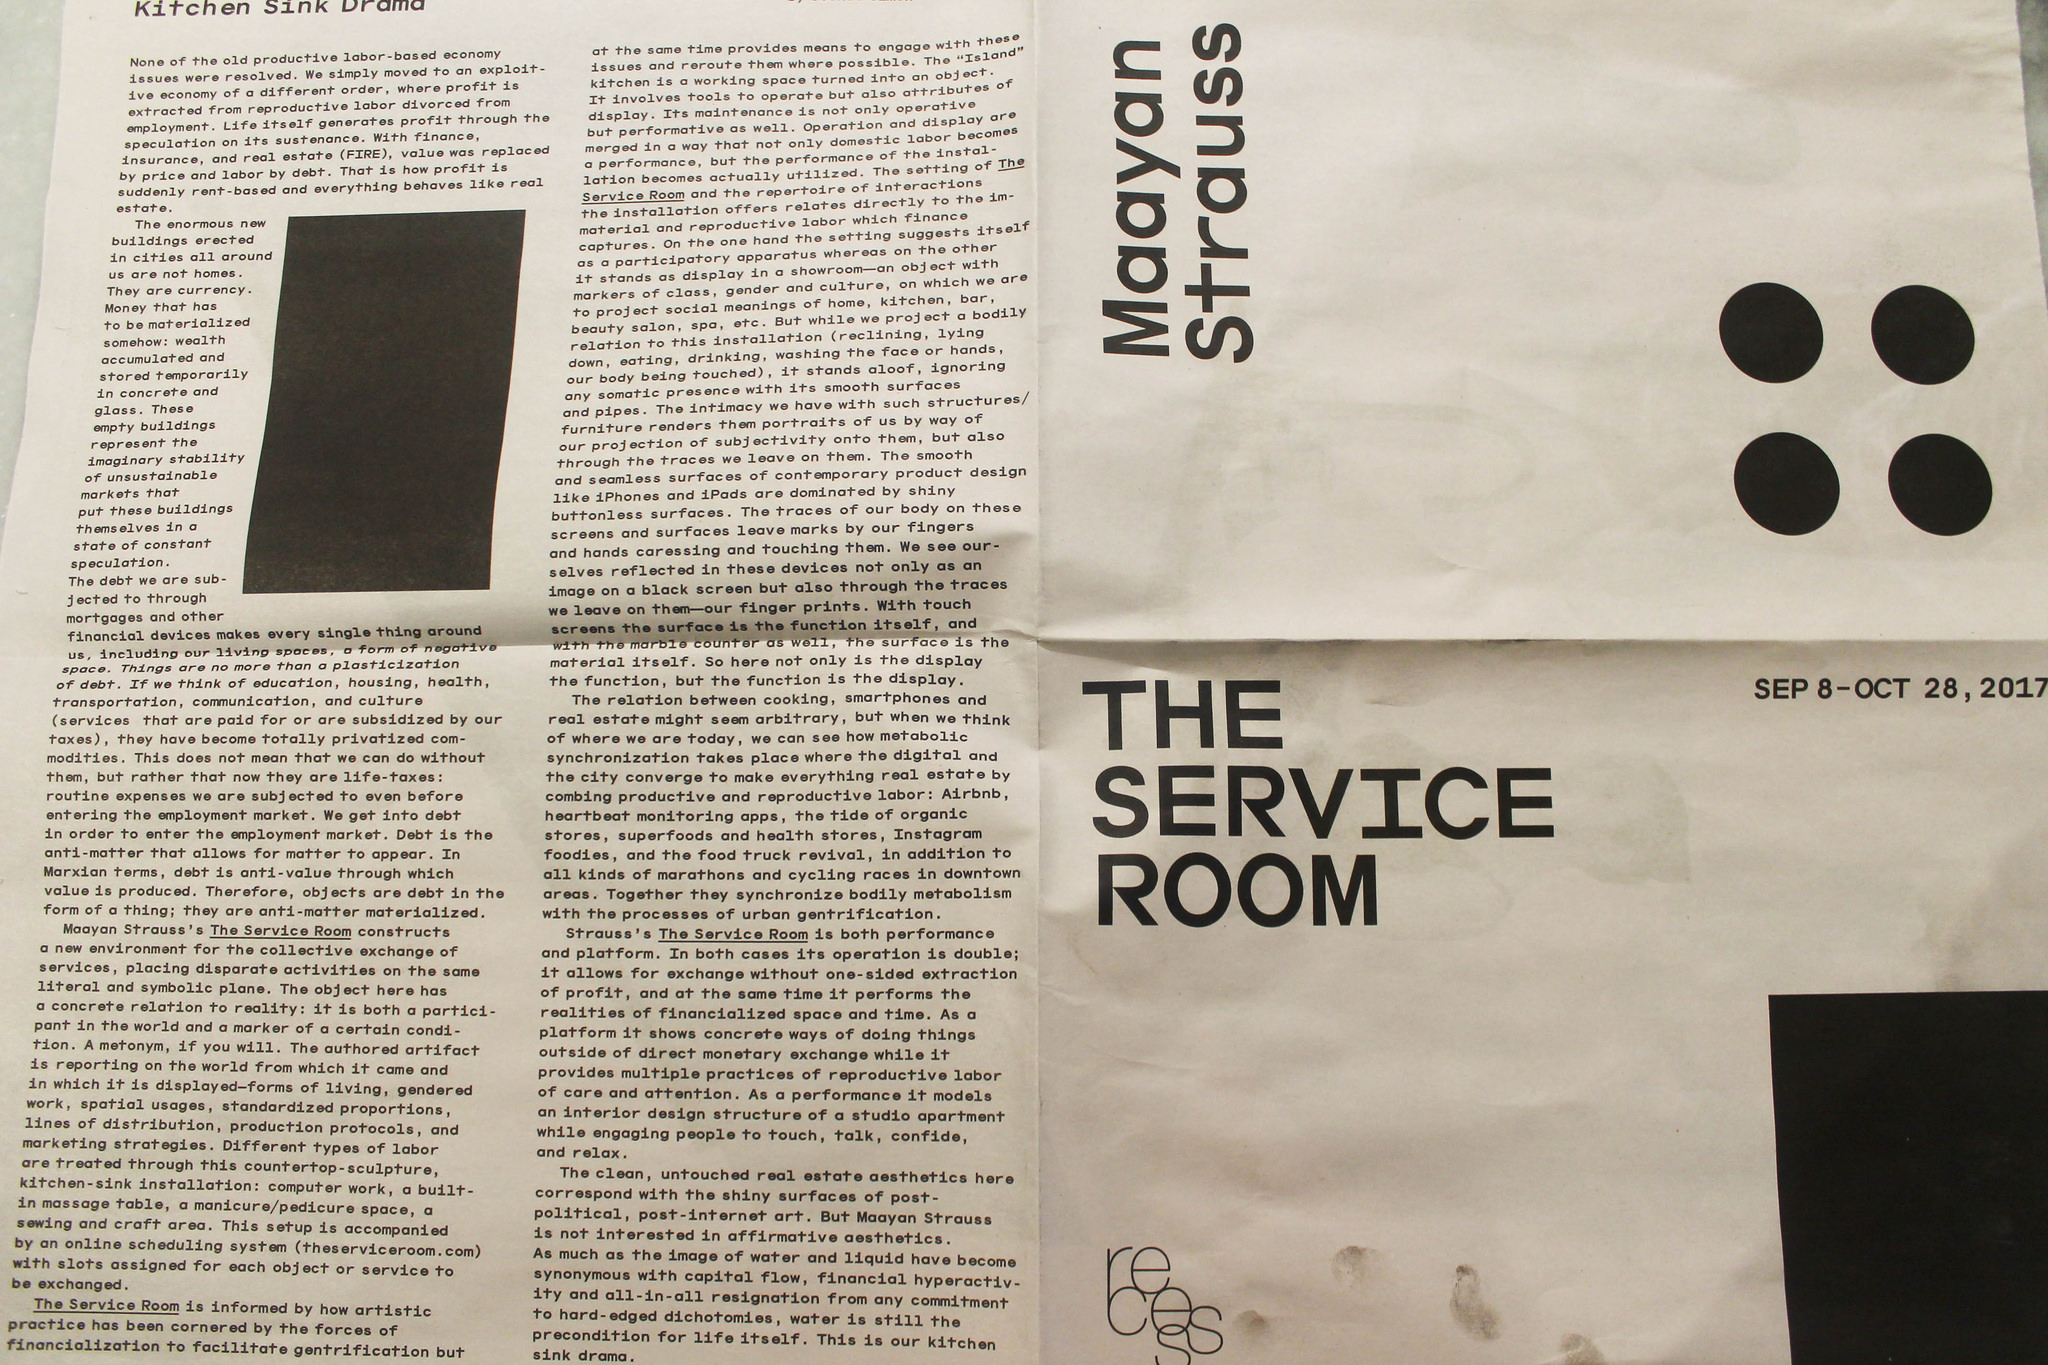 Kitchen Sink Drama
None of the old productive labor-based economy
issues were resolved. We simply moved to an exploit-
ive economy of a different order, where profit is
extracted from reproductive labor divorced from
employment. Life itself generates profit through the
speculation on its sustenance. With finance,
insurance, and real estate (FIRE), value was replaced
by price and labor by debt. That is how profit is
suddenly rent-based and everything behaves like real
estate.
The enormous new
buildings erected
in cities all around
us are not homes.
They are currency.
Money that has
to be materialized
somehow: wealth
accumulated and
stored temporarily
in concrete and
glass. These
empty buildings
represent the
imaginary stability
of unsustainable
markets that
put these buildings
themselves in a
state of constant
speculation.
The debt we are sub-
jected to through
mortgages and other
financial devices makes every single thing around
us, including our living spaces, a form of negative
space. Things are no more than a plasticization
of debt. If we think of education, housing, health,
transportation, communication, and culture
(services that are paid for or are subsidized by our
taxes), they have become totally privatized com-
modities. This does not mean that we can do without
them, but rather that now they are life-taxes:
routine expenses we are subjected to even before
entering the employment market. We get into debt
in order to enter the employment market. Debt is the
anti-matter that allows for matter to appear. In
Marxian terms, debt is anti-value through which
value is produced. Therefore, objects are debt in the
form of a thing; they are anti-matter materialized.
Maayan Strauss's The Service Room constructs
a new environment for the collective exchange of
services, placing disparate activities on the same
literal and symbolic plane. The object here has
a concrete relation to reality: it is both a partici-
pant in the world and a marker of a certain condi-
tion. A metonym, if you will. The authored artifact
is reporting on the world from which it came and
in which it is displayed—forms of living, gendered
work, spatial usages, standardized proportions,
lines of distribution, production protocols, and
marketing strategies. Different types of labor
are treated through this countertop-sculpture,
kitchen-sink installation: computer work, a built-
in massage table, a manicure/pedicure space, a
sewing and craft area. This setup is accompanied
by an online scheduling system (theserviceroom.com)
with slots assigned for each object or service to
be exchanged.
The Service Room is informed by how artistic
practice has been cornered by the forces of
financialization to facilitate gentrification but
at the same time provides means to engage with these
issues and reroute them where possible. The “Island”
kitchen is a working space turned into an object.
It involves tools to operate but also attributes of
display. Its maintenance is not only operative
but performative as well. Operation and display are
merged in a way that not only domestic labor becomes
a performance, but the performance of the instal-
lation becomes actually utilized. The setting of The
Service Room and the repertoire of interactions
the installation offers relates directly to the im-
material and reproductive labor which finance
captures. On the one hand the setting suggests itself
as a participatory apparatus whereas on the other
it stands as display in a showroom—an object with
markers of class, gender and culture, on which we are
to project social meanings of home, kitchen, bar,
beauty salon, spa, etc. But while we project a bodily
relation to this installation (reclining, lying
down, eating, drinking, washing the face or hands,
our body being touched), it stands aloof, ignoring
any somatic presence with its smooth surfaces
and pipes. The intimacy we have with such structures/
furniture renders them portraits of us by way of
our projection of subjectivity onto them, but also
through the traces we leave on them. The smooth
and seamless surfaces of contemporary product design
like iPhones and iPads are dominated by shiny
buttonless surfaces. The traces of our body on these
screens and surfaces leave marks by our fingers
and hands caressing and touching them. We see our-
selves reflected in these devices not only as an
image on a black screen but also through the traces
we leave on them—our finger prints. With touch
screens the surface is the function itself, and
with the marble counter as well, the surface is the
material itself. So here not only is the display
the function, but the function is the display.
The relation between cooking, smartphones and
real estate might seem arbitrary, but when we think
of where we are today, we can see how metabolic
synchronization takes place where the digital and
the city converge to make everything real estate by
combing productive and reproductive labor: Airbnb,
heartbeat monitoring apps, the tide of organic
stores, superfoods and health stores, Instagram
foodies, and the food truck revival, in addition to
all kinds of marathons and cycling races in downtown
areas. Together they synchronize bodily metabolism
with the processes of urban gentrification.
Strauss's The Service Room is both performance
and platform. In both cases its operation is double;
it allows for exchange without one-sided extraction
of profit, and at the same time it performs the
realities of financialized space and time. As a
platform it shows concrete ways of doing things
outside of direct monetary exchange while it
provides multiple practices of reproductive labor
of care and attention. As a performance it models
an interior design structure of a studio apartment
while engaging people to touch, talk, confide,
and relax.
The clean, untouched real estate aesthetics here
correspond with the shiny surfaces of post-
political, post-internet art. But Maayan Strauss
is not interested in affirmative aesthetics.
As much as the image of water and liquid have become
synonymous with capital flow, financial hyperactiv-
ity and all-in-all resignation from any commitment
to hard-edged dichotomies, water is still the
precondition for life itself. This is our kitchen
sink drama.
Maayan
Strauss
THE
SERVICE
ROOM
SEP 8–OCT 28, 2017
re
ces
s